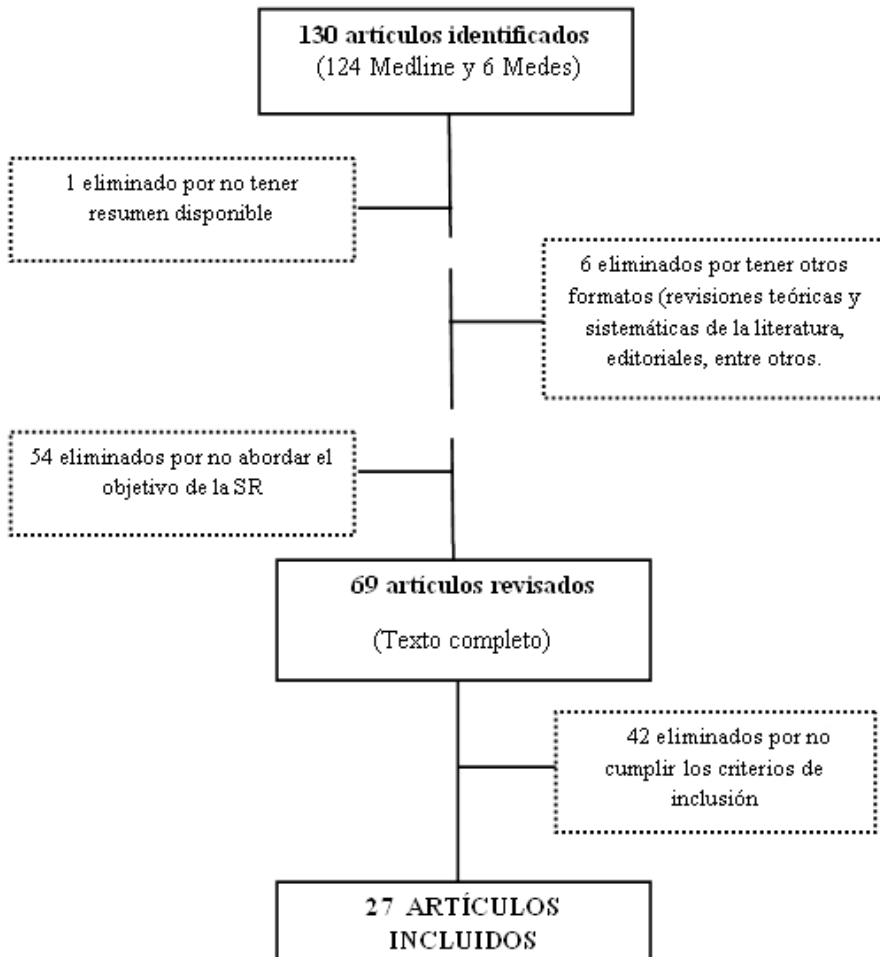 130 artículos identificados
(124 Medline y 6 Medes)
1 eliminado por no tener
resumen disponible
6 eliminados por tener otros
formatos (revisiones teóricas y
sistemáticas de la literatura,
editoriales, entre otros.
54 eliminados por no abordar el
objetivo de la SR
69 artículos revisados
(Texto completo)
42 eliminados por no
cumplir los criterios de
inclusión
27 ARTÍCULOS
INCLUIDOS